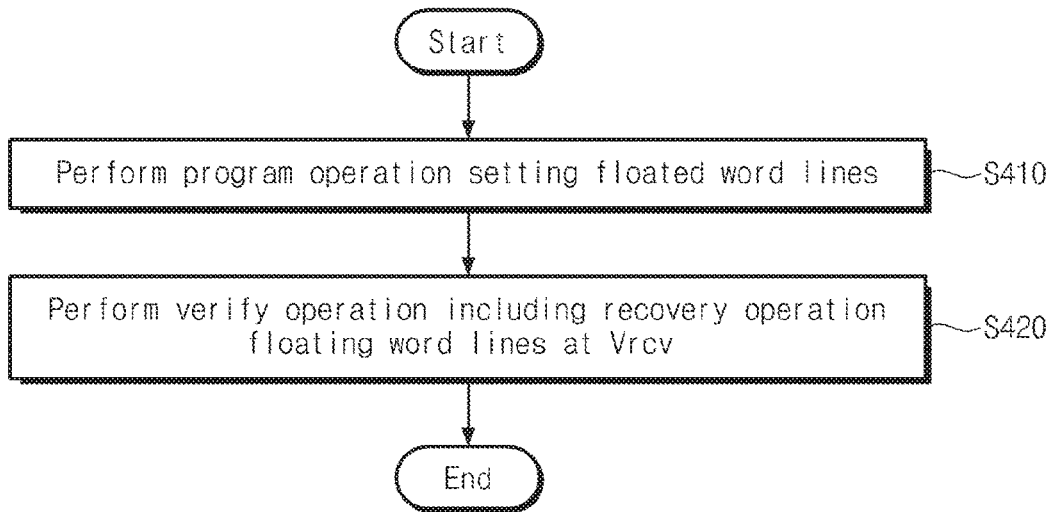 Start
Perform program operation setting floated word lines
S410
Perform verify operation including recovery operation
floating word lines at Vrcv
S420
End